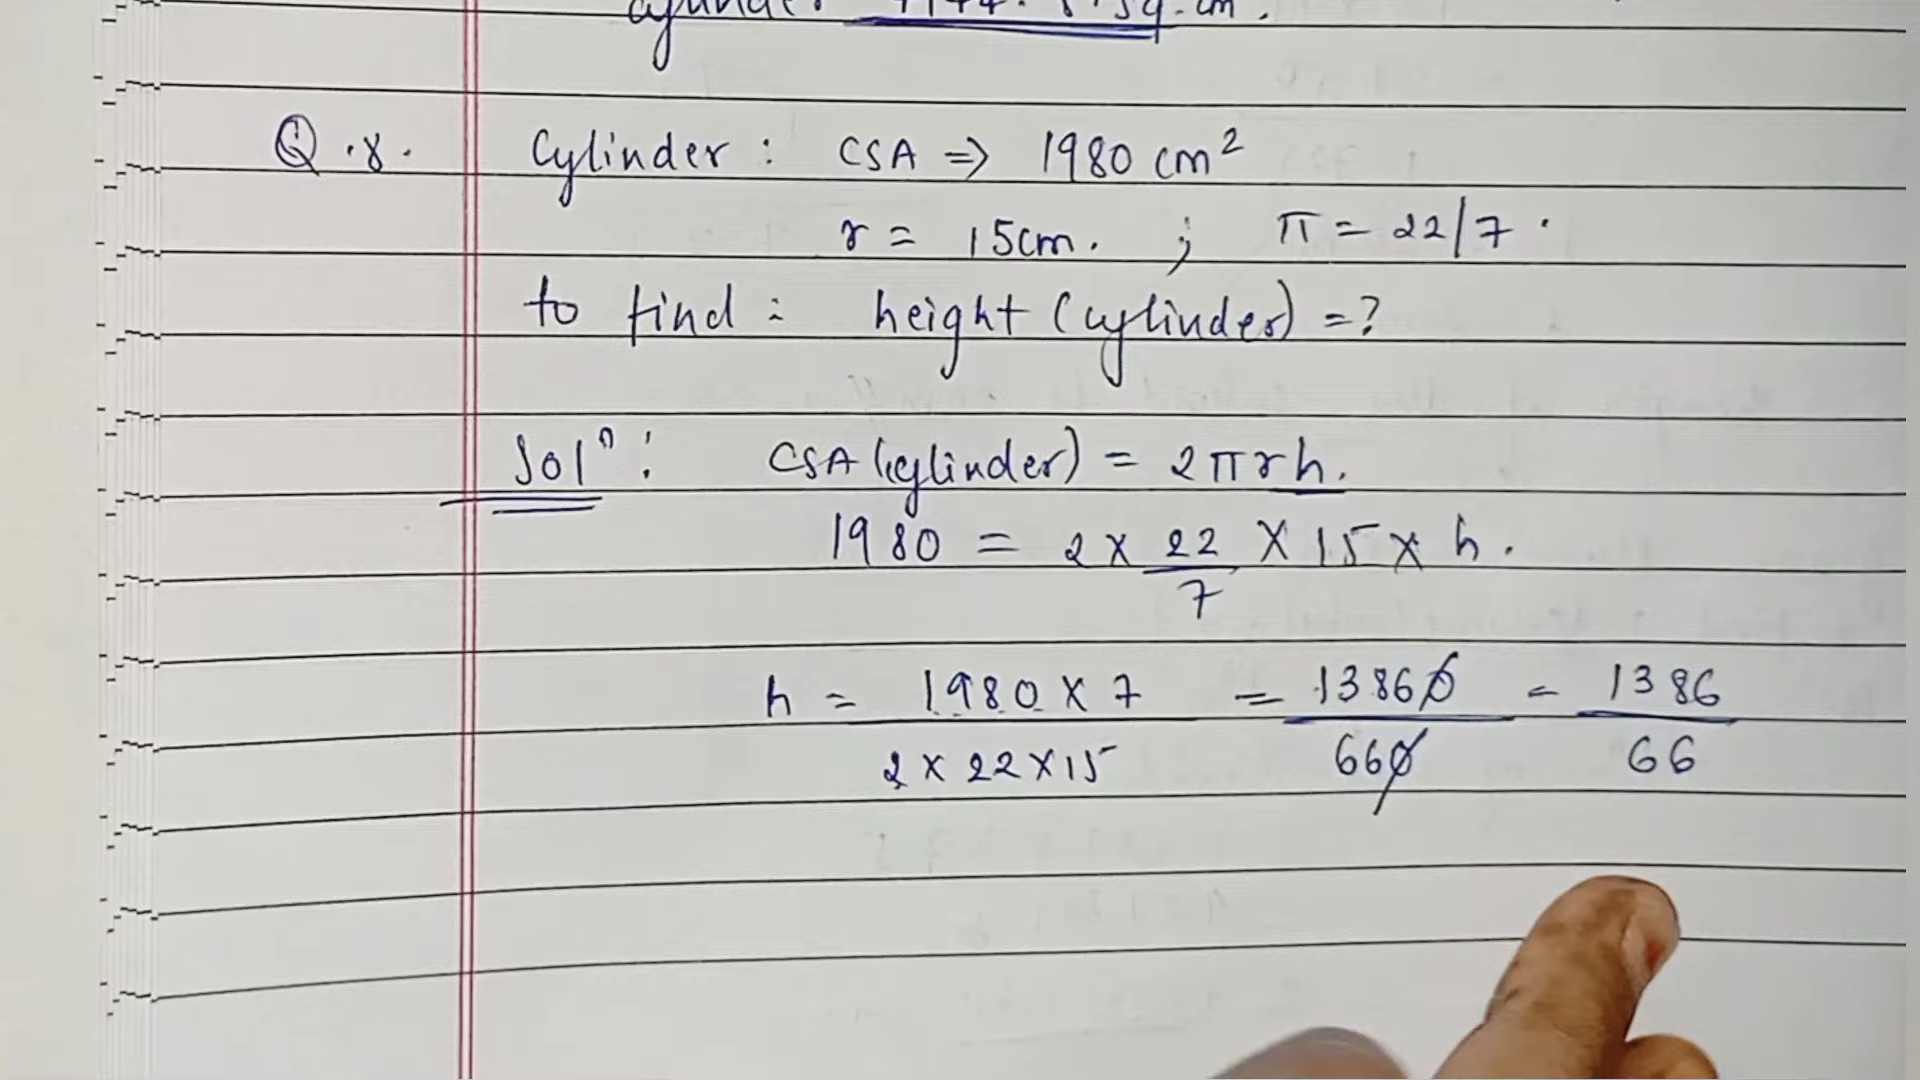 Q.8. Cylinder : CSA => 1980 cm²
r = 15cm. ; π = 22/7 .
to find : height (cylinder) = ?
Solⁿ : CSA (cylinder) = 2πrh.
1980 = 2 x 22/7 x 15 x h .
h = 1980 x 7 / 2 x 22 x 15 = 13860 / 660 = 1386 / 66